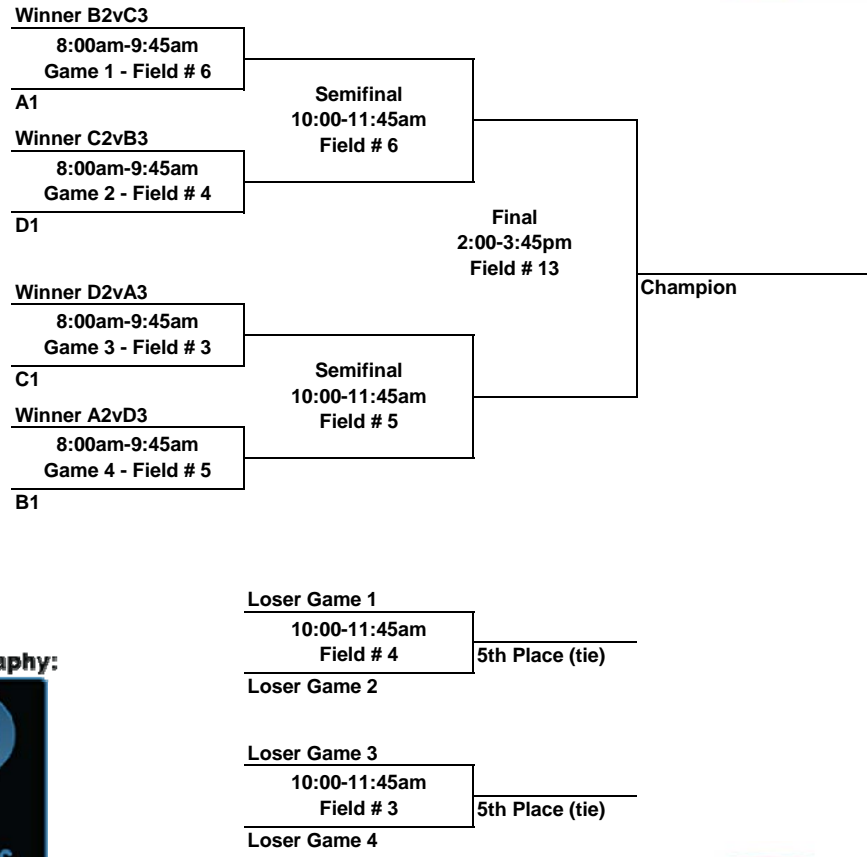 Winner B2vC3
8:00am-9:45am
Game 1 - Field # 6
A1
Semifinal
10:00-11:45am
Field # 6
Winner C2vB3
8:00am-9:45am
Game 2 - Field # 4
D1
Final
2:00-3:45pm
Field # 13
Champion
Winner D2vA3
8:00am-9:45am
Game 3 - Field # 3
C1
Semifinal
10:00-11:45am
Field # 5
Winner A2vD3
8:00am-9:45am
Game 4 - Field # 5
B1
Loser Game 1
10:00-11:45am
Field # 4
5th Place (tie)
Loser Game 2
Loser Game 3
10:00-11:45am
Field # 3
5th Place (tie)
Loser Game 4